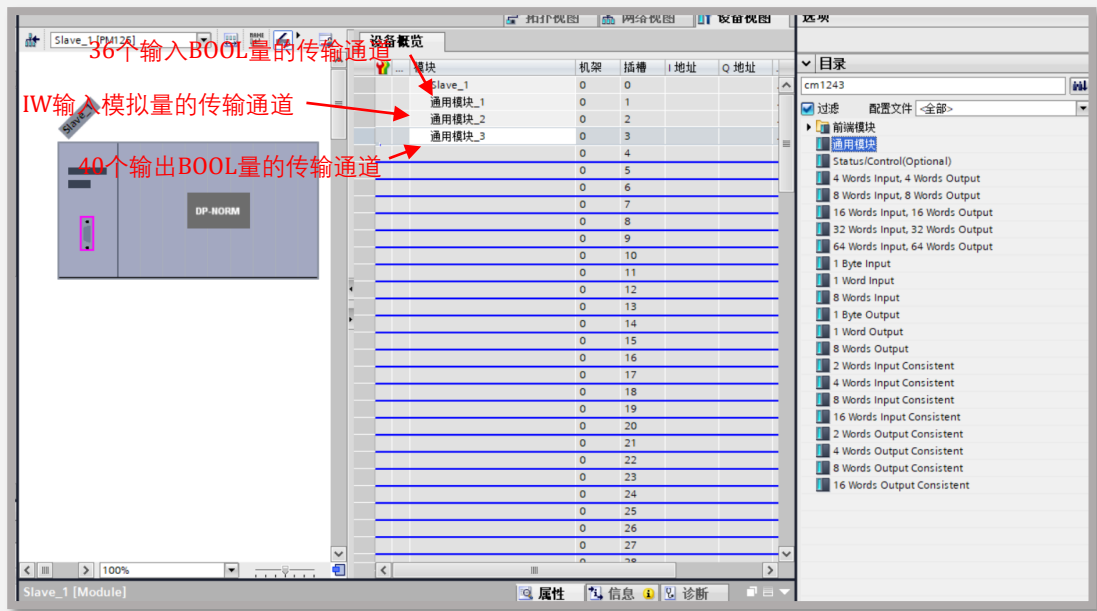 拓扑视图 网络视图 设备视图 选项
Slave_1 [PM125]
设备概览
36个输入BOOL量的传输通道
IW输入模拟量的传输通道
40个输出BOOL量的传输通道
Slave_1
DP-NORM
... 模块 机架 插槽 I 地址 Q 地址
Slave_1 0 0
通用模块_1 0 1
通用模块_2 0 2
通用模块_3 0 3
0 4
0 5
0 6
0 7
0 8
0 9
0 10
0 11
0 12
0 13
0 14
0 15
0 16
0 17
0 18
0 19
0 20
0 21
0 22
0 23
0 24
0 25
0 26
0 27
0 28
目录
cm1243
过滤 配置文件 <全部>
前端模块
通用模块
Status/Control(Optional)
4 Words Input, 4 Words Output
8 Words Input, 8 Words Output
16 Words Input, 16 Words Output
32 Words Input, 32 Words Output
64 Words Input, 64 Words Output
1 Byte Input
1 Word Input
8 Words Input
1 Byte Output
1 Word Output
8 Words Output
2 Words Input Consistent
4 Words Input Consistent
8 Words Input Consistent
16 Words Input Consistent
2 Words Output Consistent
4 Words Output Consistent
8 Words Output Consistent
16 Words Output Consistent
100%
Slave_1 [Module]
属性 信息 诊断